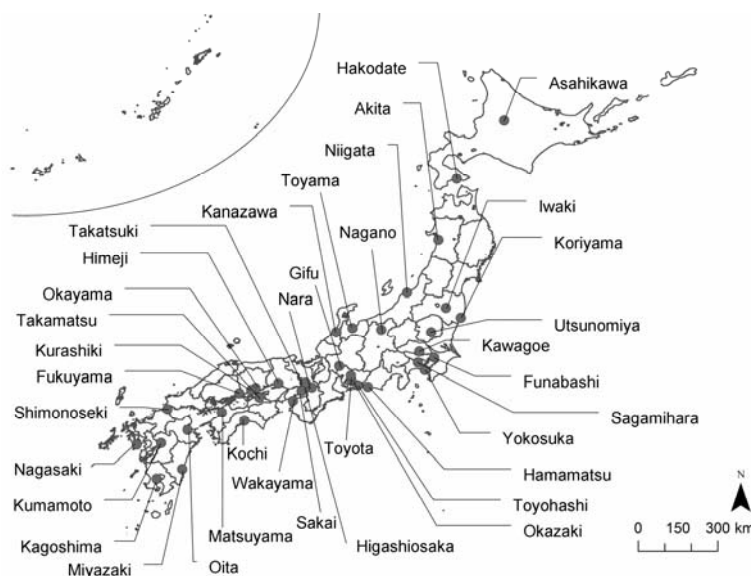 Hakodate
Asahikawa
Akita
Niigata
Toyama
Kanazawa
Iwaki
Takatsuki
Nagano
Koriyama
Himeji
Gifu
Okayama
Nara
Takamatsu
Utsunomiya
Kurashiki
Kawagoe
Fukuyama
Funabashi
Shimonoseki
Sagamihara
Yokosuka
Kochi
Toyota
Nagasaki
Hamamatsu
Wakayama
Kumamoto
Toyohashi
Sakai
Okazaki
Kagoshima
Matsuyama
Higashiosaka
Miyazaki
Oita
N
0 150 300 km